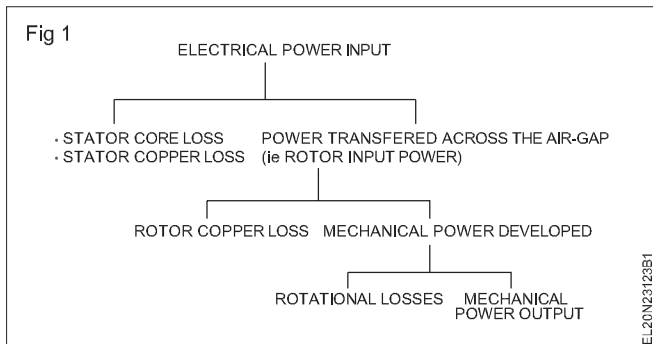 Fig 1
ELECTRICAL POWER INPUT
· STATOR CORE LOSS
· STATOR COPPER LOSS
POWER TRANSFERED ACROSS THE AIR-GAP
(ie ROTOR INPUT POWER)
ROTOR COPPER LOSS
MECHANICAL POWER DEVELOPED
ROTATIONAL LOSSES
MECHANICAL
POWER OUTPUT
EL20N23123B1